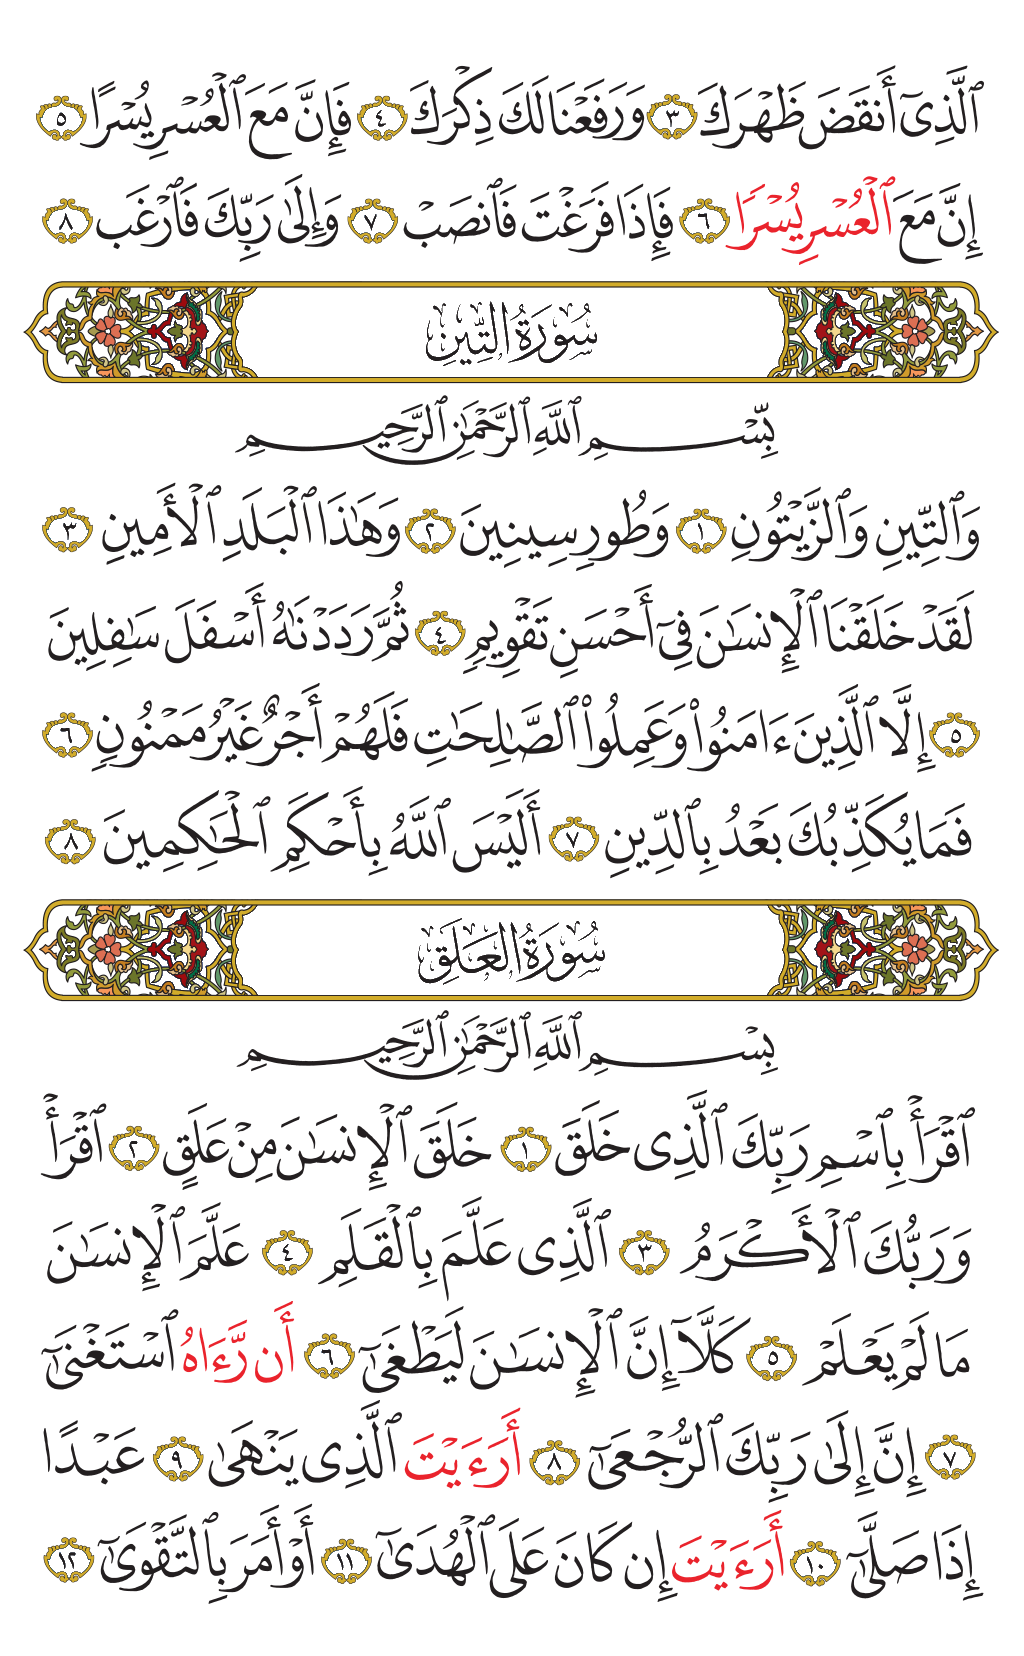 ٱلَّذِىٓ أَنقَضَ ظَهْرَكَ ٣ وَرَفَعْنَا لَكَ ذِكْرَكَ ٤ فَإِنَّ مَعَ ٱلْعُسْرِ يُسْرًا ٥
إِنَّ مَعَ ٱلْعُسْرِ يُسْرًا ٦ فَإِذَا فَرَغْتَ فَٱنصَبْ ٧ وَإِلَىٰ رَبِّكَ فَٱرْغَب ٨
سُورَةُ التِّينِ
بِّسْمِ ٱللَّهِ ٱلرَّحْمَٰنِ ٱلرَّحِيمِ
وَٱلتِّينِ وَٱلزَّيْتُونِ ١ وَطُورِ سِينِينَ ٢ وَهَٰذَا ٱلْبَلَدِ ٱلْأَمِينِ ٣
لَقَدْ خَلَقْنَا ٱلْإِنسَٰنَ فِىٓ أَحْسَنِ تَقْوِيمٍ ٤ ثُمَّ رَدَدْنَٰهُ أَسْفَلَ سَٰفِلِينَ
٥ إِلَّا ٱلَّذِينَ ءَامَنُوا۟ وَعَمِلُوا۟ ٱلصَّٰلِحَٰتِ فَلَهُمْ أَجْرٌ غَيْرُ مَمْنُونٍ ٦
فَمَا يُكَذِّبُكَ بَعْدُ بِٱلدِّينِ ٧ أَلَيْسَ ٱللَّهُ بِأَحْكَمِ ٱلْحَٰكِمِينَ ٨
سُورَةُ العَلَقِ
بِسْمِ ٱللَّهِ ٱلرَّحْمَٰنِ ٱلرَّحِيمِ
ٱقْرَأْ بِٱسْمِ رَبِّكَ ٱلَّذِى خَلَقَ ١ خَلَقَ ٱلْإِنسَٰنَ مِنْ عَلَقٍ ٢ ٱقْرَأْ
وَرَبُّكَ ٱلْأَكْرَمُ ٣ ٱلَّذِى عَلَّمَ بِٱلْقَلَمِ ٤ عَلَّمَ ٱلْإِنسَٰنَ
مَا لَمْ يَعْلَمْ ٥ كَلَّآ إِنَّ ٱلْإِنسَٰنَ لَيَطْغَىٰٓ ٦ أَن رَّءَاهُ ٱسْتَغْنَىٰٓ
٧ إِنَّ إِلَىٰ رَبِّكَ ٱلرُّجْعَىٰٓ ٨ أَرَءَيْتَ ٱلَّذِى يَنْهَىٰ ٩ عَبْدًا
إِذَا صَلَّىٰٓ ١٠ أَرَءَيْتَ إِن كَانَ عَلَى ٱلْهُدَىٰٓ ١١ أَوْ أَمَرَ بِٱلتَّقْوَىٰٓ ١٢